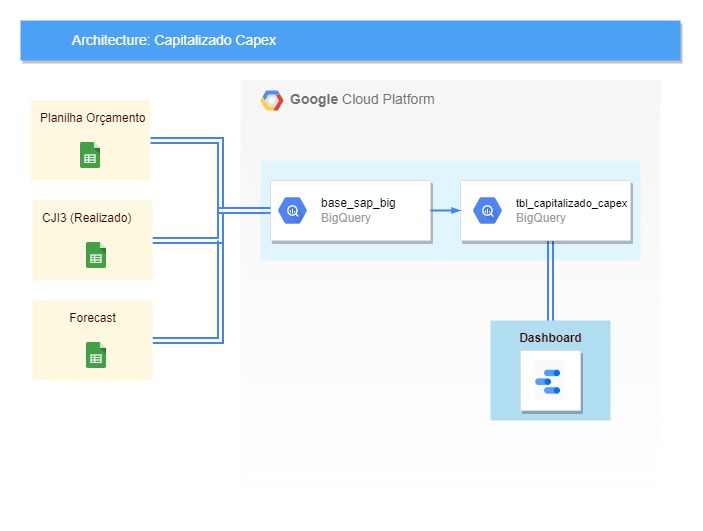 Architecture: Capitalizado Capex
Google Cloud Platform
Planilha Orçamento
CJI3 (Realizado)
Forecast
base_sap_big
BigQuery
tbl_capitalizado_capex
BigQuery
Dashboard